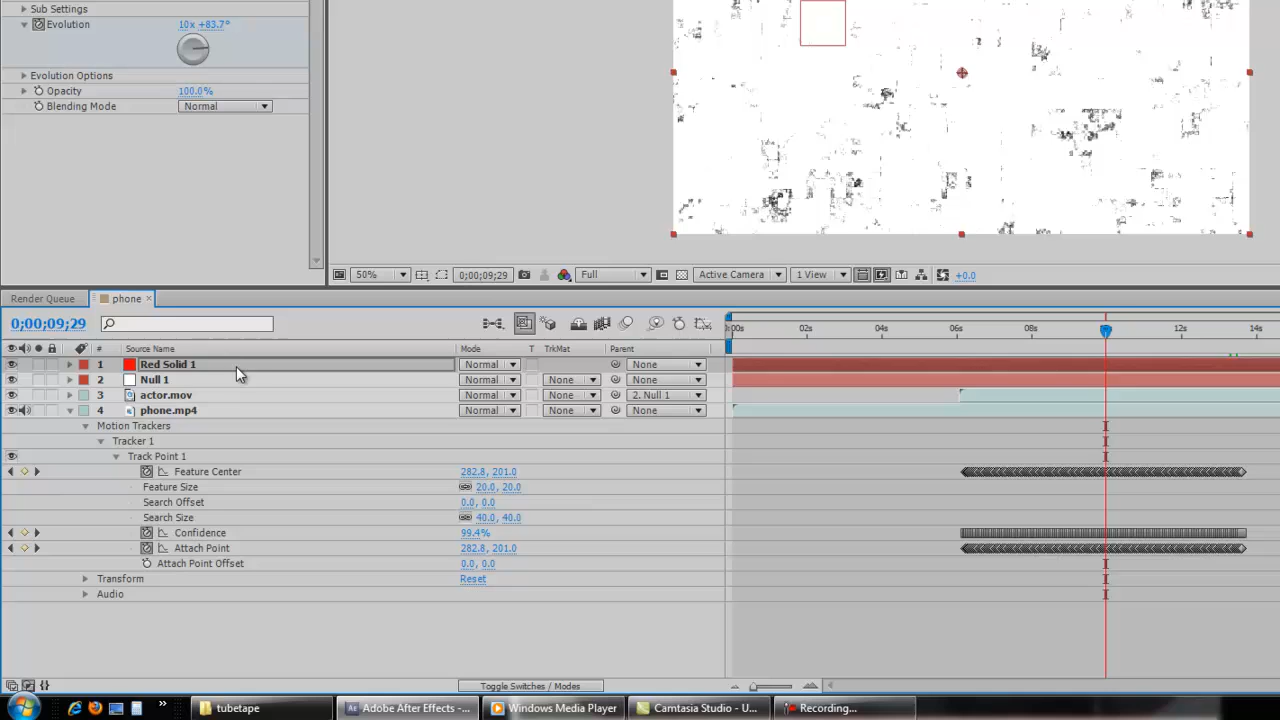 Sub Settings
Evolution 10x +83.7°
Evolution Options
Opacity 100.0%
Blending Mode Normal
50% 0;00;09;29 Full Active Camera 1 View +0.0
Render Queue phone ×
0;00;09;29 :00s 02s 04s 06s 08s 12s 14s
# Source Name Mode T TrkMat Parent
1 Red Solid 1 Normal None
2 Null 1 Normal None None
3 actor.mov Normal None 2. Null 1
4 phone.mp4 Normal None None
Motion Trackers
Tracker 1
Track Point 1
Feature Center 282.8, 201.0
Feature Size 20.0, 20.0
Search Offset 0.0, 0.0
Search Size 40.0, 40.0
Confidence 99.4%
Attach Point 282.8, 201.0
Attach Point Offset 0.0, 0.0
Transform Reset
Audio
Toggle Switches / Modes
» tubetape Ae Adobe After Effects -... Windows Media Player Camtasia Studio - U... Recording...